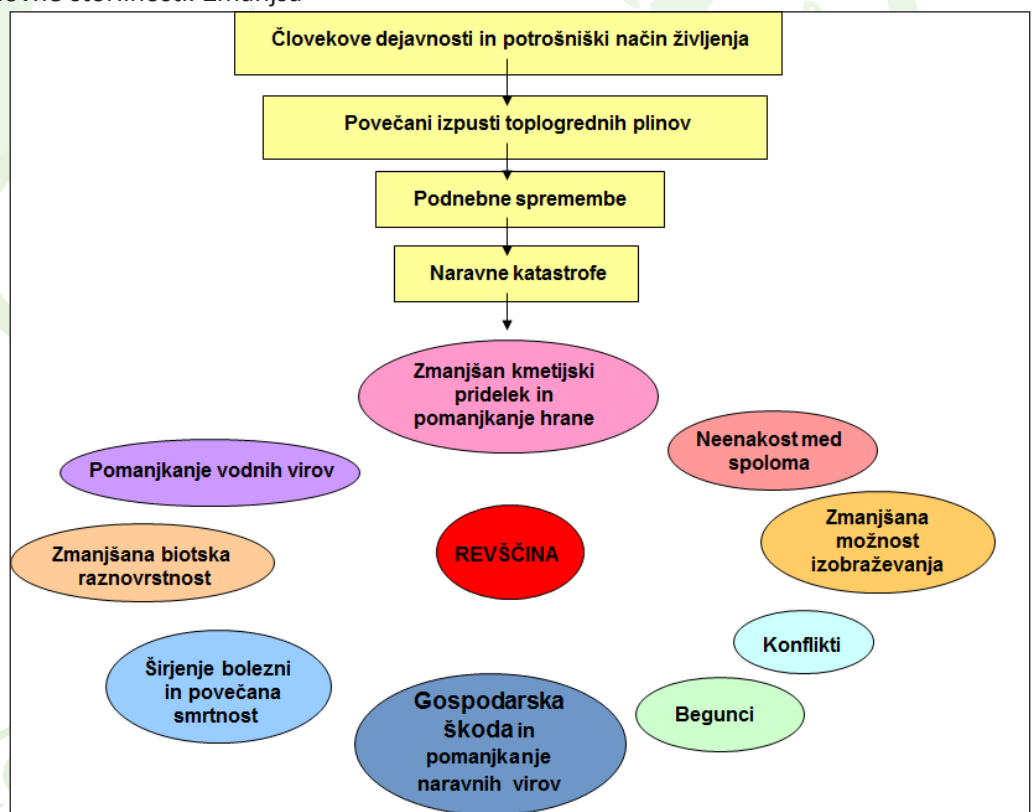 Človekove dejavnosti in potrošniški način življenja
Povečani izpusti toplogrednih plinov
Podnebne spremembe
Naravne katastrofe
Zmanjšan kmetijski
pridelek in
pomanjkanje hrane
Neenakost med
spoloma
Pomanjkanje vodnih virov
Zmanjšana
možnost
izobraževanja
REVŠČINA
Zmanjšana biotska
raznovrstnost
Konflikti
Širjenje bolezni
in povečana
smrtnost
Gospodarska
škoda in
pomanjkanje
naravnih virov
Begunci